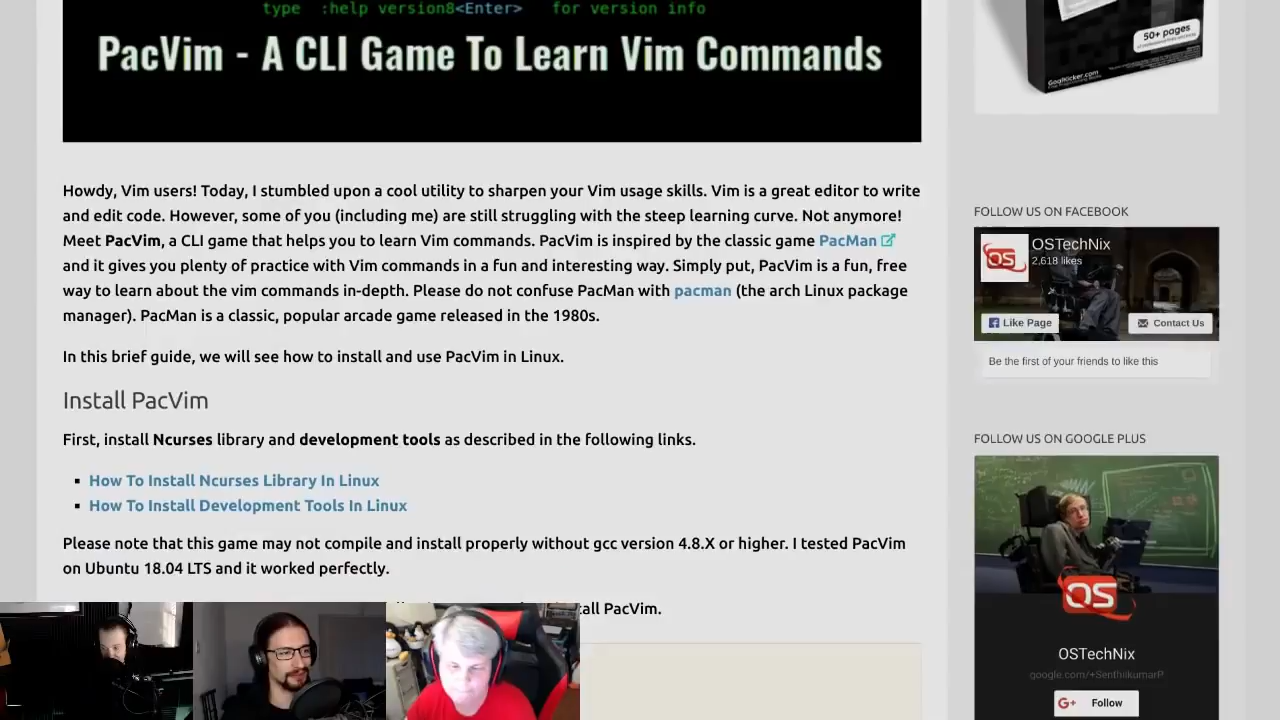 type :help version8<Enter> for version info
PacVim - A CLI Game To Learn Vim Commands
Howdy, Vim users! Today, I stumbled upon a cool utility to sharpen your Vim usage skills. Vim is a great editor to write
and edit code. However, some of you (including me) are still struggling with the steep learning curve. Not anymore!
Meet PacVim, a CLI game that helps you to learn Vim commands. PacVim is inspired by the classic game PacMan
and it gives you plenty of practice with Vim commands in a fun and interesting way. Simply put, PacVim is a fun, free
way to learn about the vim commands in-depth. Please do not confuse PacMan with pacman (the arch Linux package
manager). PacMan is a classic, popular arcade game released in the 1980s.
In this brief guide, we will see how to install and use PacVim in Linux.
Install PacVim
First, install Ncurses library and development tools as described in the following links.
How To Install Ncurses Library In Linux
How To Install Development Tools In Linux
Please note that this game may not compile and install properly without gcc version 4.8.X or higher. I tested PacVim
on Ubuntu 18.04 LTS and it worked perfectly.
tall PacVim.
50+ pages
GoalKicker.com
FOLLOW US ON FACEBOOK
OSTechNix
2,618 likes
Like Page
Contact Us
Be the first of your friends to like this
FOLLOW US ON GOOGLE PLUS
OS
OSTechNix
google.com/+SenthilkumarP
G+ Follow